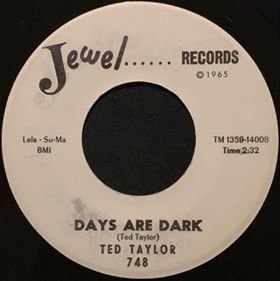 Jewel...... RECORDS
© 1965
Lola - Su-Ma
BMI
TM 1359-1400B
Time 2:32
DAYS ARE DARK
(Ted Taylor)
TED TAYLOR
748